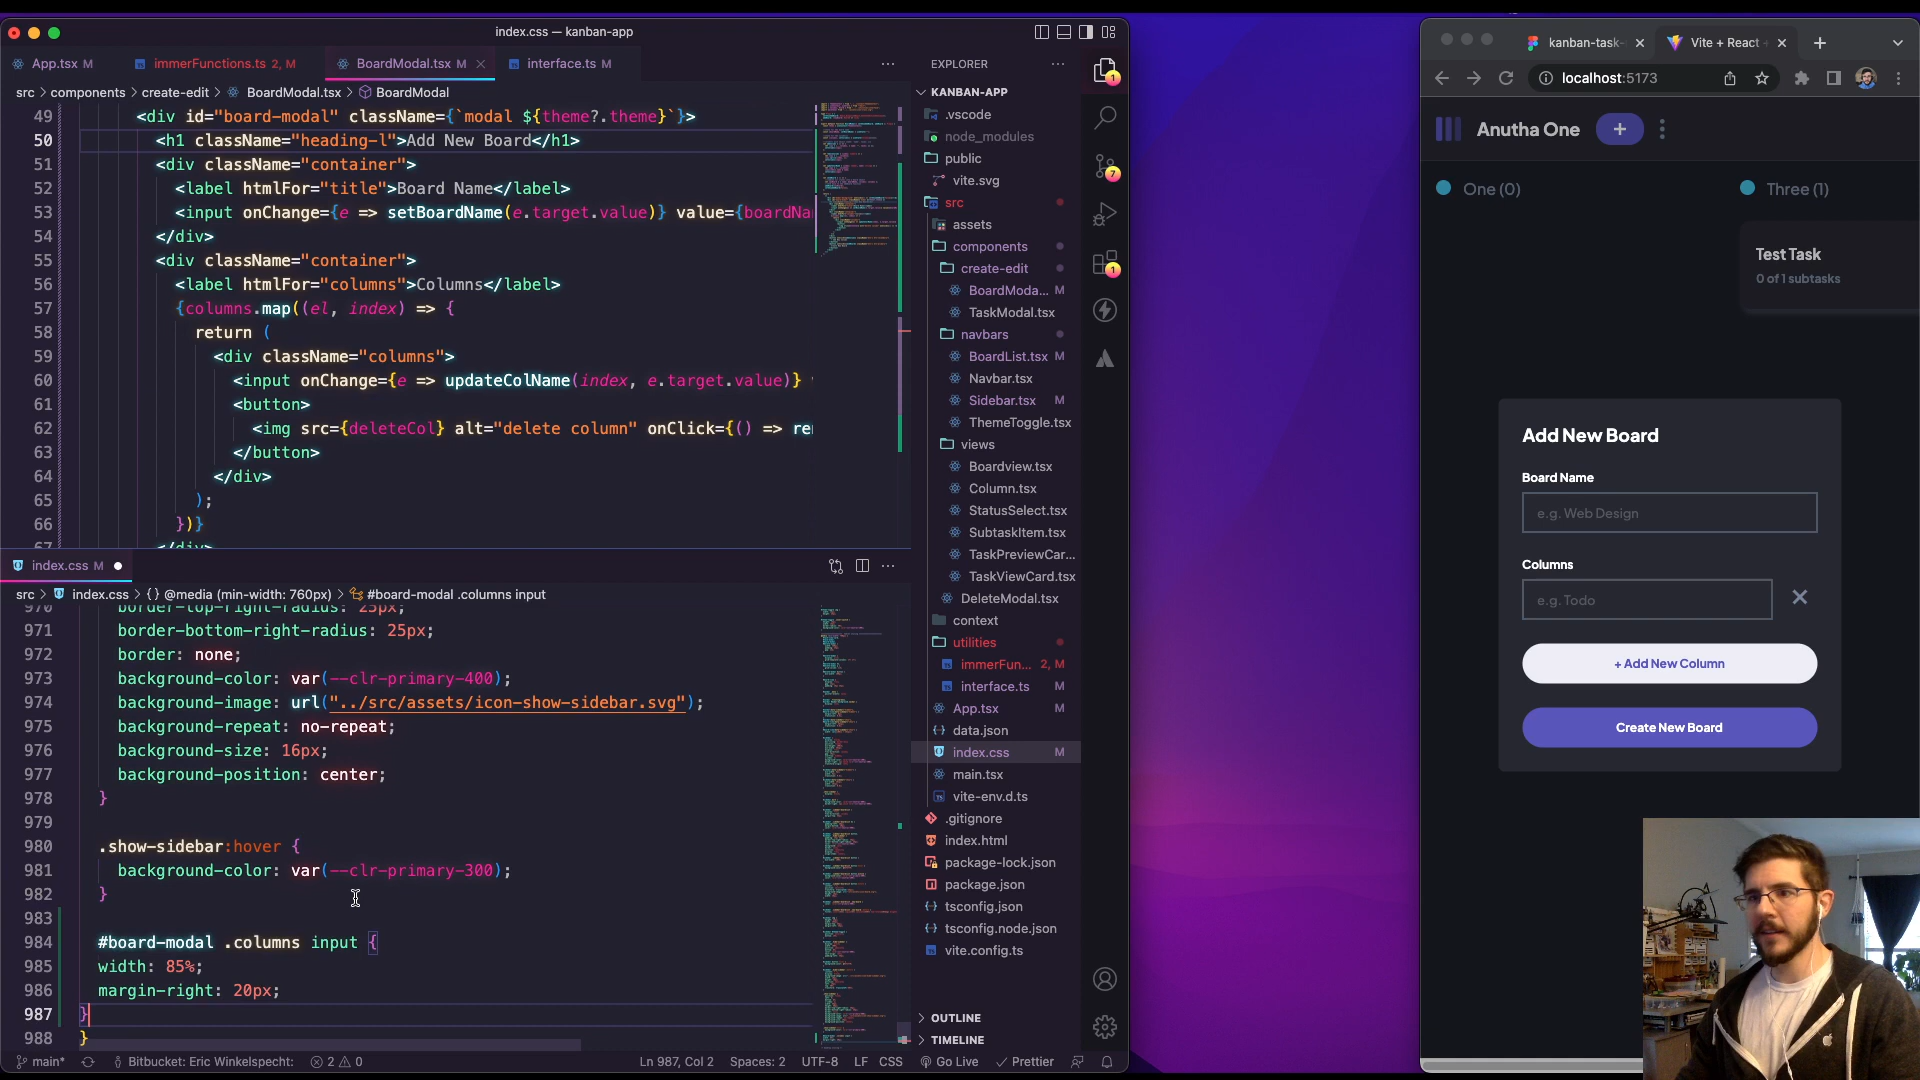 index.css — kanban-app
App.tsx M
immerFunctions.ts 2, M
BoardModal.tsx M
interface.ts M
src > components > create-edit > BoardModal.tsx > BoardModal
49 <div id="board-modal" className={`modal ${theme?.theme}`}>
50 <h1 className="heading-l">Add New Board</h1>
51 <div className="container">
52 <label htmlFor="title">Board Name</label>
53 <input onChange={e => setBoardName(e.target.value)} value={boardNa
54 </div>
55 <div className="container">
56 <label htmlFor="columns">Columns</label>
57 {columns.map((el, index) => {
58 return (
59 <div className="columns">
60 <input onChange={e => updateColName(index, e.target.value)}
61 <button>
62 <img src={deleteCol} alt="delete column" onClick={() => re
63 </button>
64 </div>
65 );
66 })}
67 </div>
index.css M
src > index.css > {} @media (min-width: 760px) > #board-modal .columns input
970 border-top-right-radius: 25px;
971 border-bottom-right-radius: 25px;
972 border: none;
973 background-color: var(--clr-primary-400);
974 background-image: url("../src/assets/icon-show-sidebar.svg");
975 background-repeat: no-repeat;
976 background-size: 16px;
977 background-position: center;
978 }
979
980 .show-sidebar:hover {
981 background-color: var(--clr-primary-300);
982 }
983
984 #board-modal .columns input {
985 width: 85%;
986 margin-right: 20px;
987 }
988 }
main*
Bitbucket: Eric Winkelspecht:
2 0
Ln 987, Col 2
Spaces: 2
UTF-8
LF
CSS
Go Live
Prettier
EXPLORER
KANBAN-APP
.vscode
node_modules
public
vite.svg
src
assets
components
create-edit
BoardModa... M
TaskModal.tsx
navbars
BoardList.tsx M
Navbar.tsx
Sidebar.tsx M
ThemeToggle.tsx
views
Boardview.tsx
Column.tsx
StatusSelect.tsx
SubtaskItem.tsx
TaskPreviewCar...
TaskViewCard.tsx
DeleteModal.tsx
context
utilities
immerFun... 2, M
interface.ts M
App.tsx M
data.json
index.css M
main.tsx
vite-env.d.ts
.gitignore
index.html
package-lock.json
package.json
tsconfig.json
tsconfig.node.json
vite.config.ts
OUTLINE
TIMELINE
1
7
1
kanban-task-
Vite + React
localhost:5173
Anutha One
+
One (0)
Three (1)
Test Task
0 of 1 subtasks
Add New Board
Board Name
e.g. Web Design
Columns
e.g. Todo
+ Add New Column
Create New Board